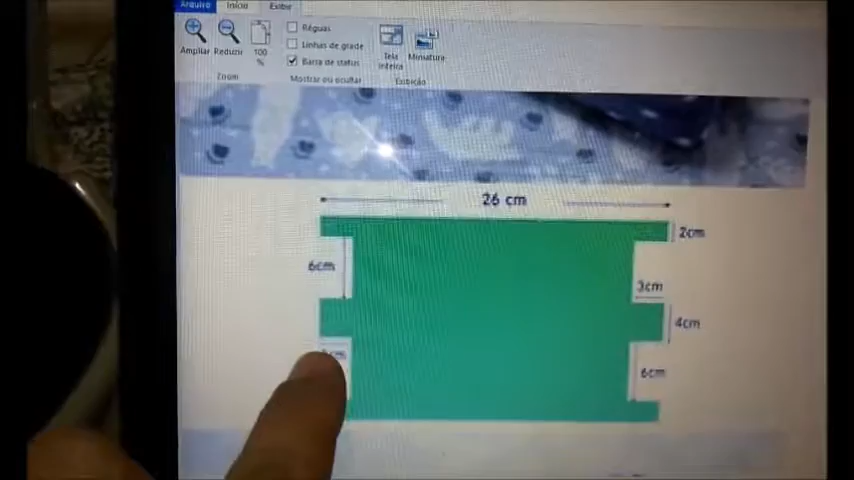 Arquivo Início Exibir
Ampliar Reduzir 100 %
Réguas
Linhas de grade
Barra de status
Tela inteira
Miniatura
Zoom Mostrar ou ocultar Exibição
26 cm
2cm
6cm
3cm
4cm
6cm